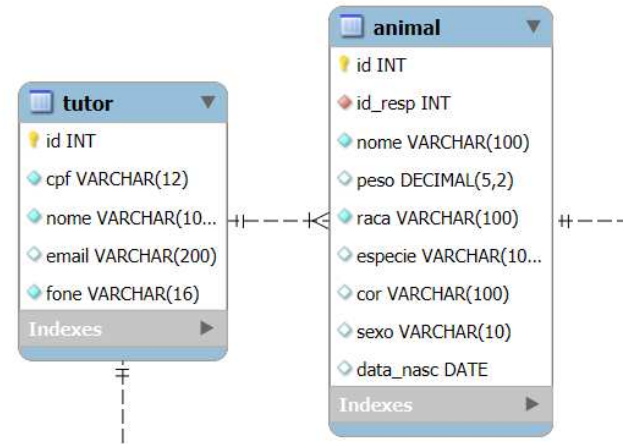 tutor
id INT
cpf VARCHAR(12)
nome VARCHAR(10...
email VARCHAR(200)
fone VARCHAR(16)
Indexes
animal
id INT
id_resp INT
nome VARCHAR(100)
peso DECIMAL(5,2)
raca VARCHAR(100)
especie VARCHAR(10...
cor VARCHAR(100)
sexo VARCHAR(10)
data_nasc DATE
Indexes